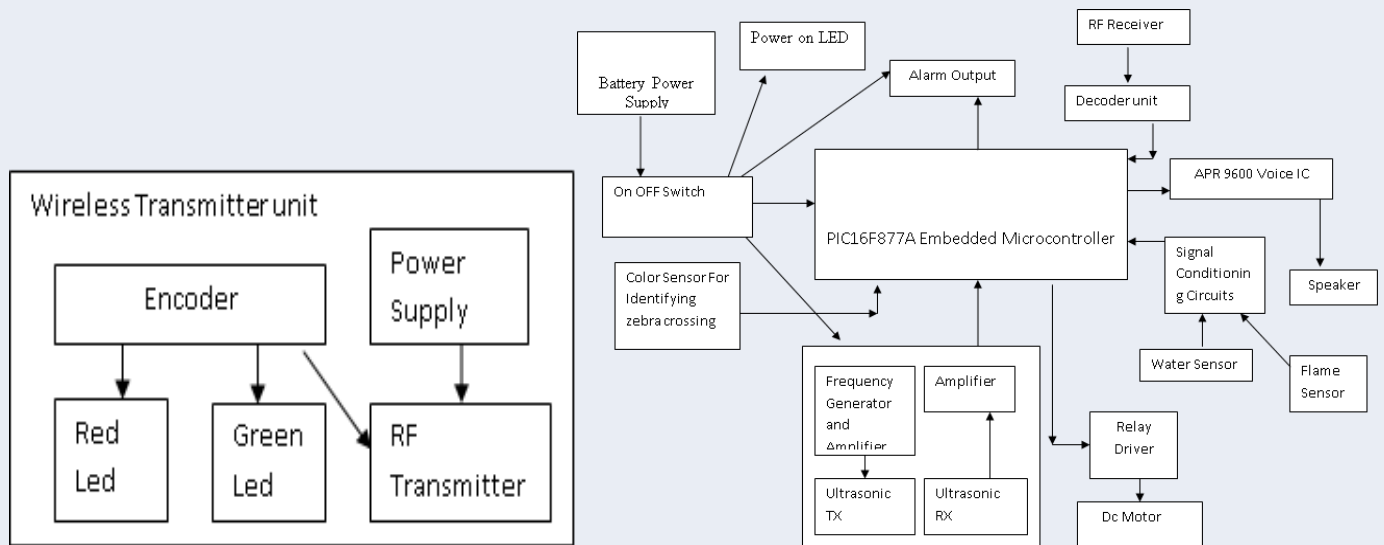 Wireless Transmitter unit
Encoder
Power
Supply
Red
Led
Green
Led
RF
Transmitter
Battery Power
Supply
Power on LED
Alarm Output
RF Receiver
Decoder unit
On OFF Switch
PIC16F877A Embedded Microcontroller
APR 9600 Voice IC
Color Sensor For
Identifying
zebra crossing
Signal
Conditionin
g Circuits
Speaker
Water Sensor
Flame
Sensor
Frequency
Generator
and
Amplifier
Amplifier
Ultrasonic
TX
Ultrasonic
RX
Relay
Driver
Dc Motor